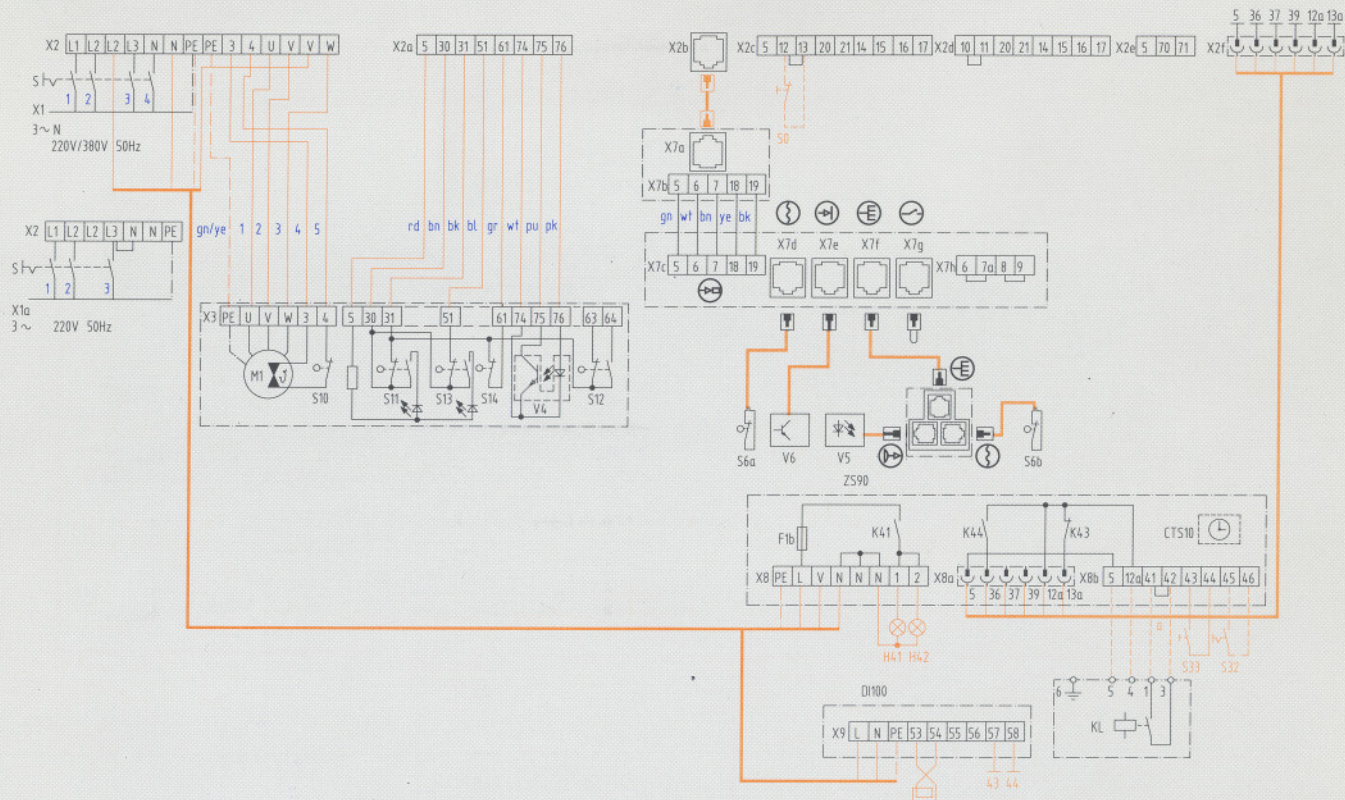 X2 L1 L2 L2 L3 N N PE PE 3 4 U V V W
X2a 5 30 31 51 61 74 75 76
X2b
X2c 5 12 13 20 21 14 15 16 17
X2d 10 11 20 21 14 15 16 17
X2e 5 70 71
5 36 37 39 12a 13a
X2f
S
1 2 3 4
X1
3~ N
220V/380V 50Hz
S0
X7a
X7b 5 6 7 18 19
gn wt bn ye bk
X2 L1 L2 L2 L3 N N PE
S
1 2 3
X1a
3~ 220V 50Hz
gn/ye 1 2 3 4 5
rd bn bk bl gr wt pu pk
X7d X7e X7f X7g
X7c 5 6 7 18 19
X7h 6 7a 8 9
X3 PE U V W 3 4 5 30 31 51 61 74 75 76 63 64
M1
S10 S11 S13 S14 V4 S12
S6a V6 V5 S6b
ZS90
F1b K41 K44 K43 CTS10
X8 PE L V N N N 1 2
X8a 5 36 37 39 12a 13a
X8b 5 12a 41 42 43 44 45 46
H41 H42
S33 S32
6 5 4 1 3
KL
DI100
X9 L N PE 53 54 55 56 57 58
43 44